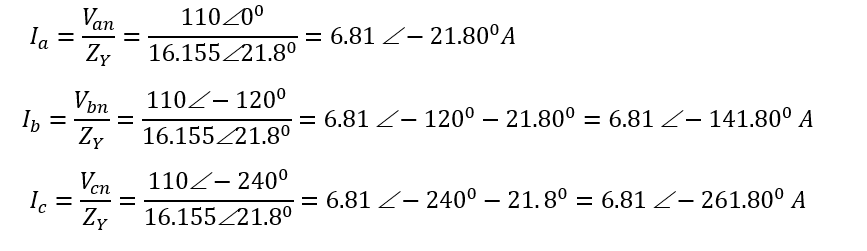 I_a = V_an / Z_Y = 110∠0⁰ / 16.155∠21.8⁰ = 6.81 ∠− 21.80⁰ A
I_b = V_bn / Z_Y = 110∠− 120⁰ / 16.155∠21.8⁰ = 6.81 ∠− 120⁰ − 21.80⁰ = 6.81 ∠− 141.80⁰ A
I_c = V_cn / Z_Y = 110∠− 240⁰ / 16.155∠21.8⁰ = 6.81 ∠− 240⁰ − 21. 8⁰ = 6.81 ∠− 261.80⁰ A